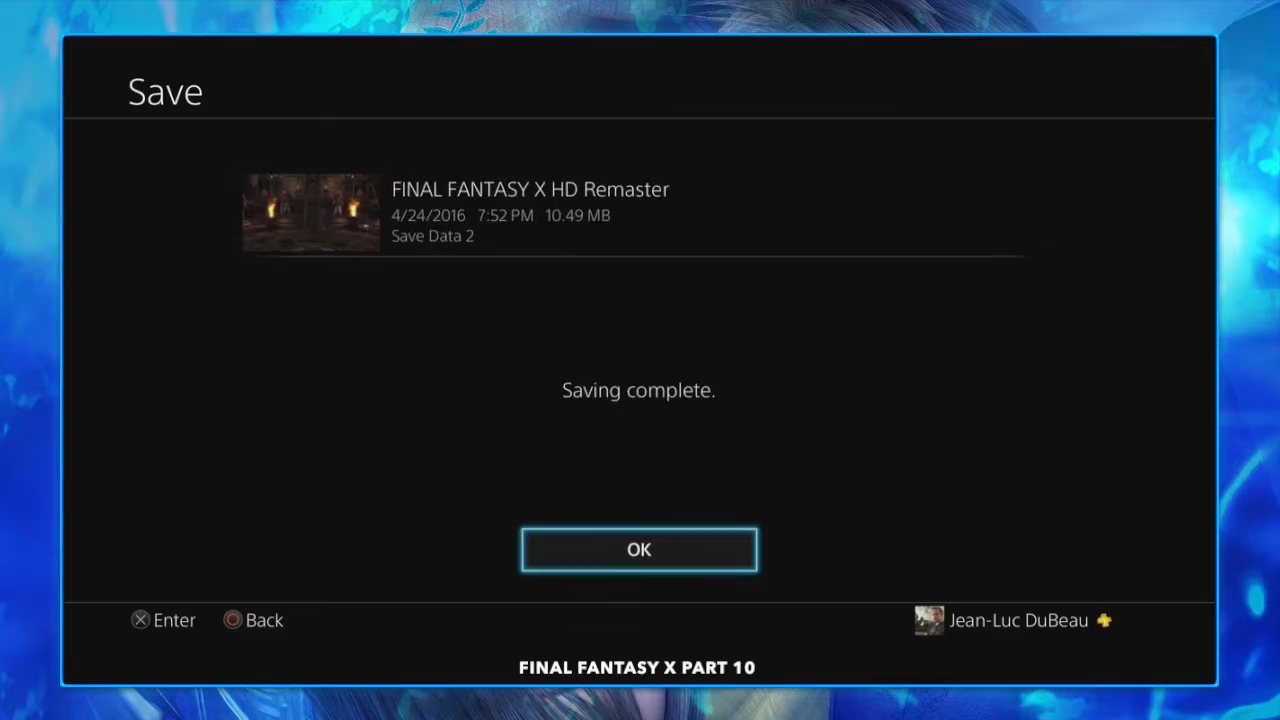 Save
FINAL FANTASY X HD Remaster
4/24/2016 7:52 PM 10.49 MB
Save Data 2
Saving complete.
OK
Enter Back Jean-Luc DuBeau
FINAL FANTASY X PART 10